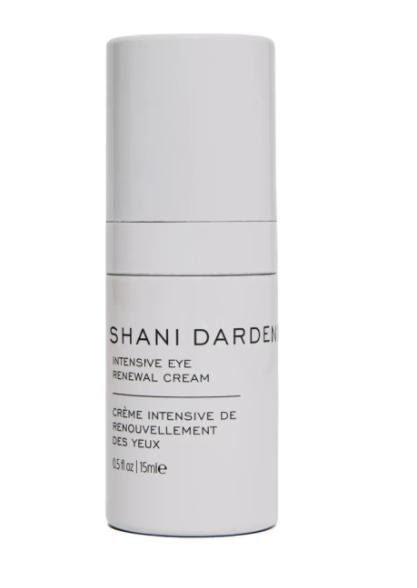 SHANI DARDEN
INTENSIVE EYE
RENEWAL CREAM
CRÈME INTENSIVE DE
RENOUVELLEMENT
DES YEUX
0.5 fl oz | 15ml℮